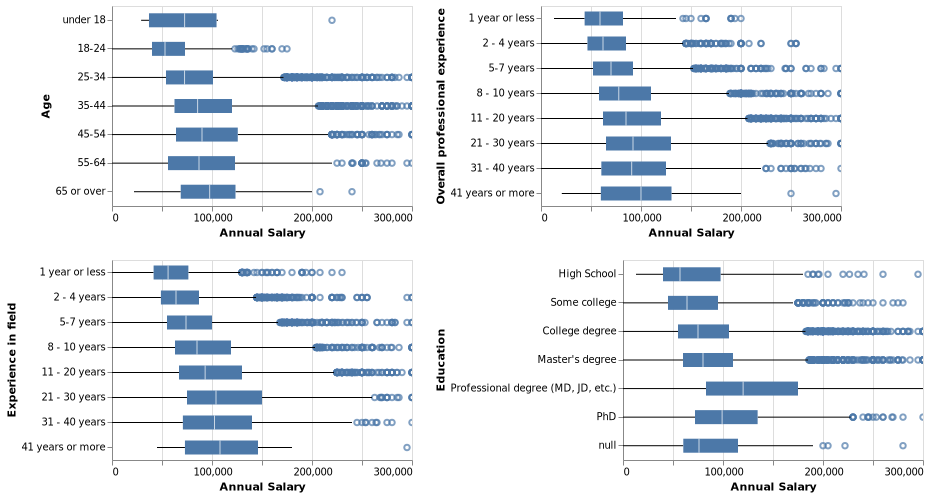 Age
under 18
18-24
25-34
35-44
45-54
55-64
65 or over
0 100,000 200,000 300,000
Annual Salary
Overall professional experience
1 year or less
2 - 4 years
5-7 years
8 - 10 years
11 - 20 years
21 - 30 years
31 - 40 years
41 years or more
0 100,000 200,000 300,000
Annual Salary
Experience in field
1 year or less
2 - 4 years
5-7 years
8 - 10 years
11 - 20 years
21 - 30 years
31 - 40 years
41 years or more
0 100,000 200,000 300,000
Annual Salary
Education
High School
Some college
College degree
Master's degree
Professional degree (MD, JD, etc.)
PhD
null
0 100,000 200,000 300,000
Annual Salary